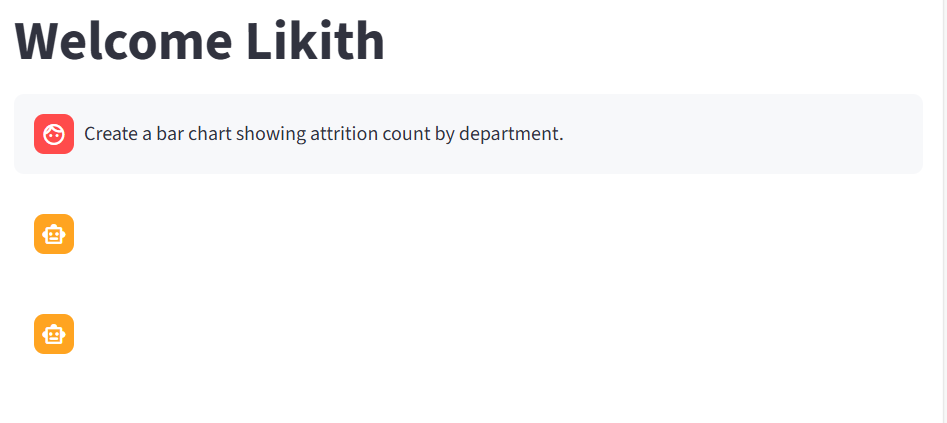 Welcome Likith
Create a bar chart showing attrition count by department.